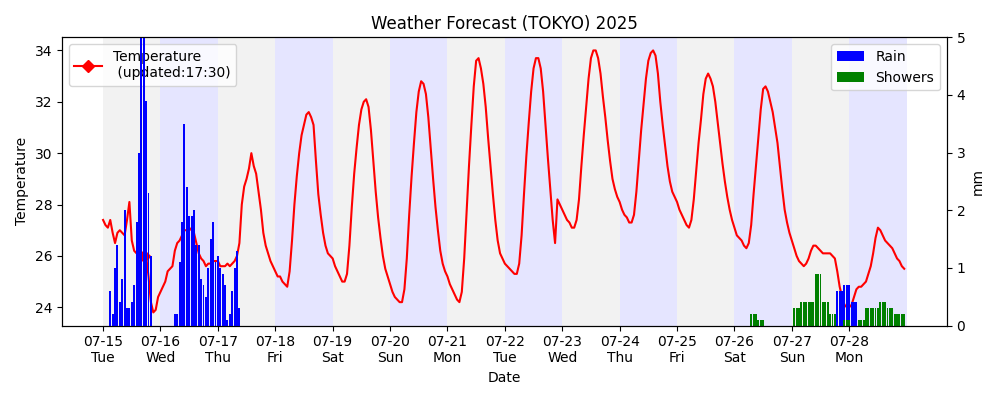 Weather Forecast (TOKYO) 2025
Temperature
(updated:17:30)
Rain
Showers
Temperature
34
32
30
28
26
24
5
4
3
2
1
0
mm
07-15 07-16 07-17 07-18 07-19 07-20 07-21 07-22 07-23 07-24 07-25 07-26 07-27 07-28
Tue Wed Thu Fri Sat Sun Mon Tue Wed Thu Fri Sat Sun Mon
Date